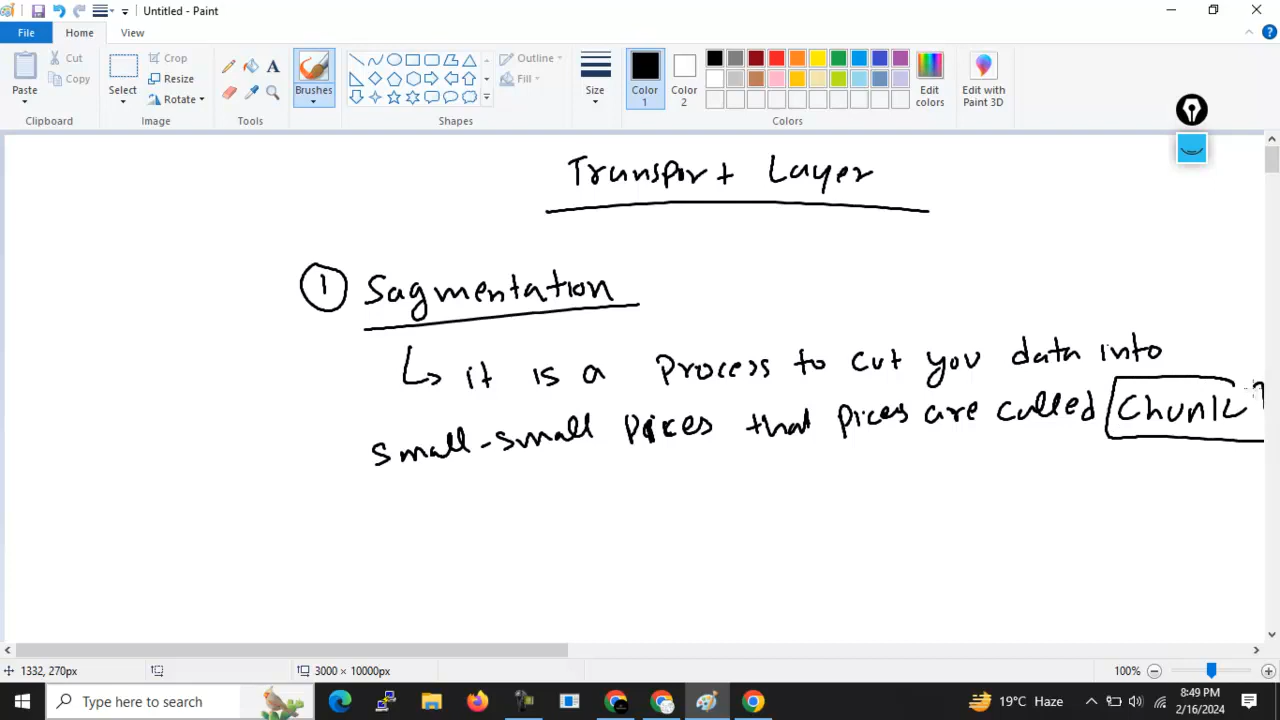 Untitled - Paint
File Home View
Paste Cut Copy Clipboard
Select Crop Resize Rotate Image
Tools
Brushes
Shapes Outline Fill
Size
Color 1 Color 2 Edit colors Colors
Edit with Paint 3D
Transport Layer
1 Sagmentation
it is a Process to cut you data into
small-small Pices that pices are called Chunk
1332, 270px 3000 × 10000px 100%
Type here to search 19°C Haze 8:49 PM
2/16/2024